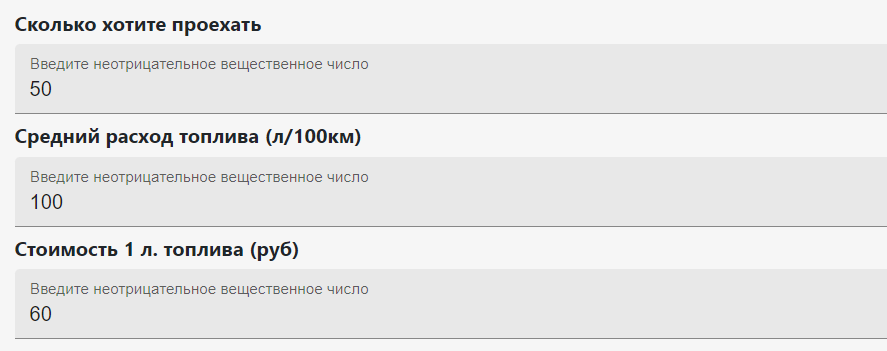 Сколько хотите проехать
Введите неотрицательное вещественное число
50
Средний расход топлива (л/100км)
Введите неотрицательное вещественное число
100
Стоимость 1 л. топлива (руб)
Введите неотрицательное вещественное число
60